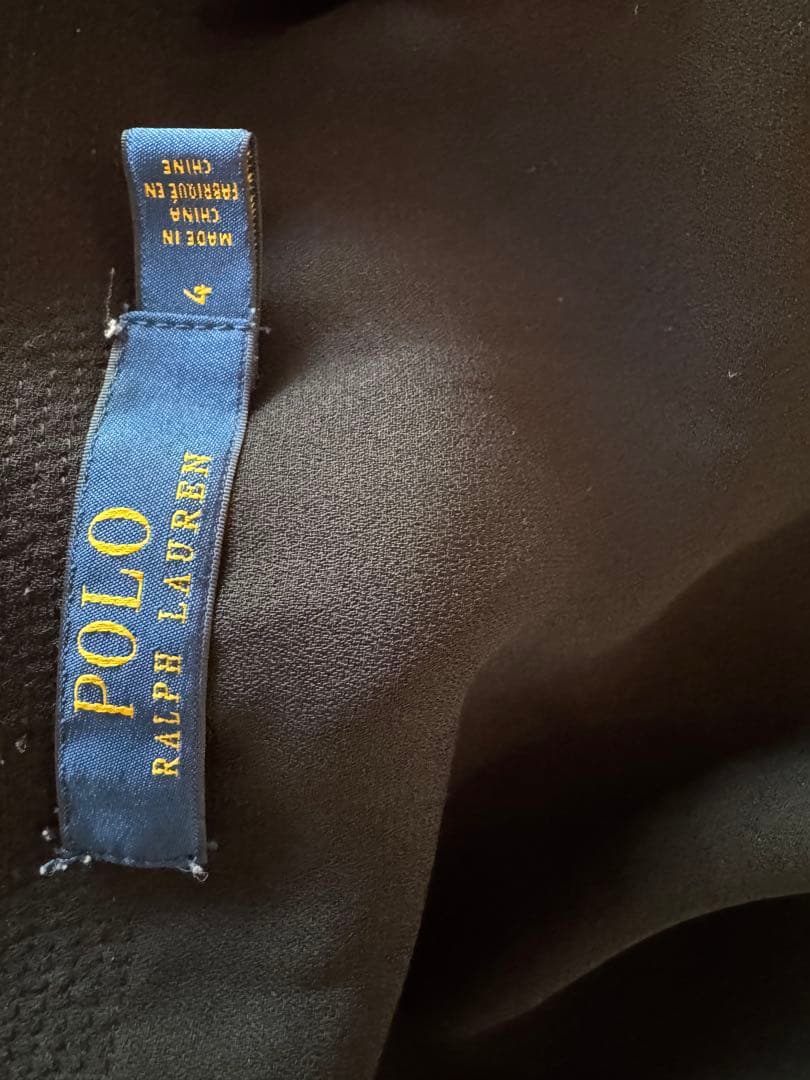 POLO
RALPH LAUREN
4
MADE IN
CHINA
FABRIQUÉ EN
CHINE